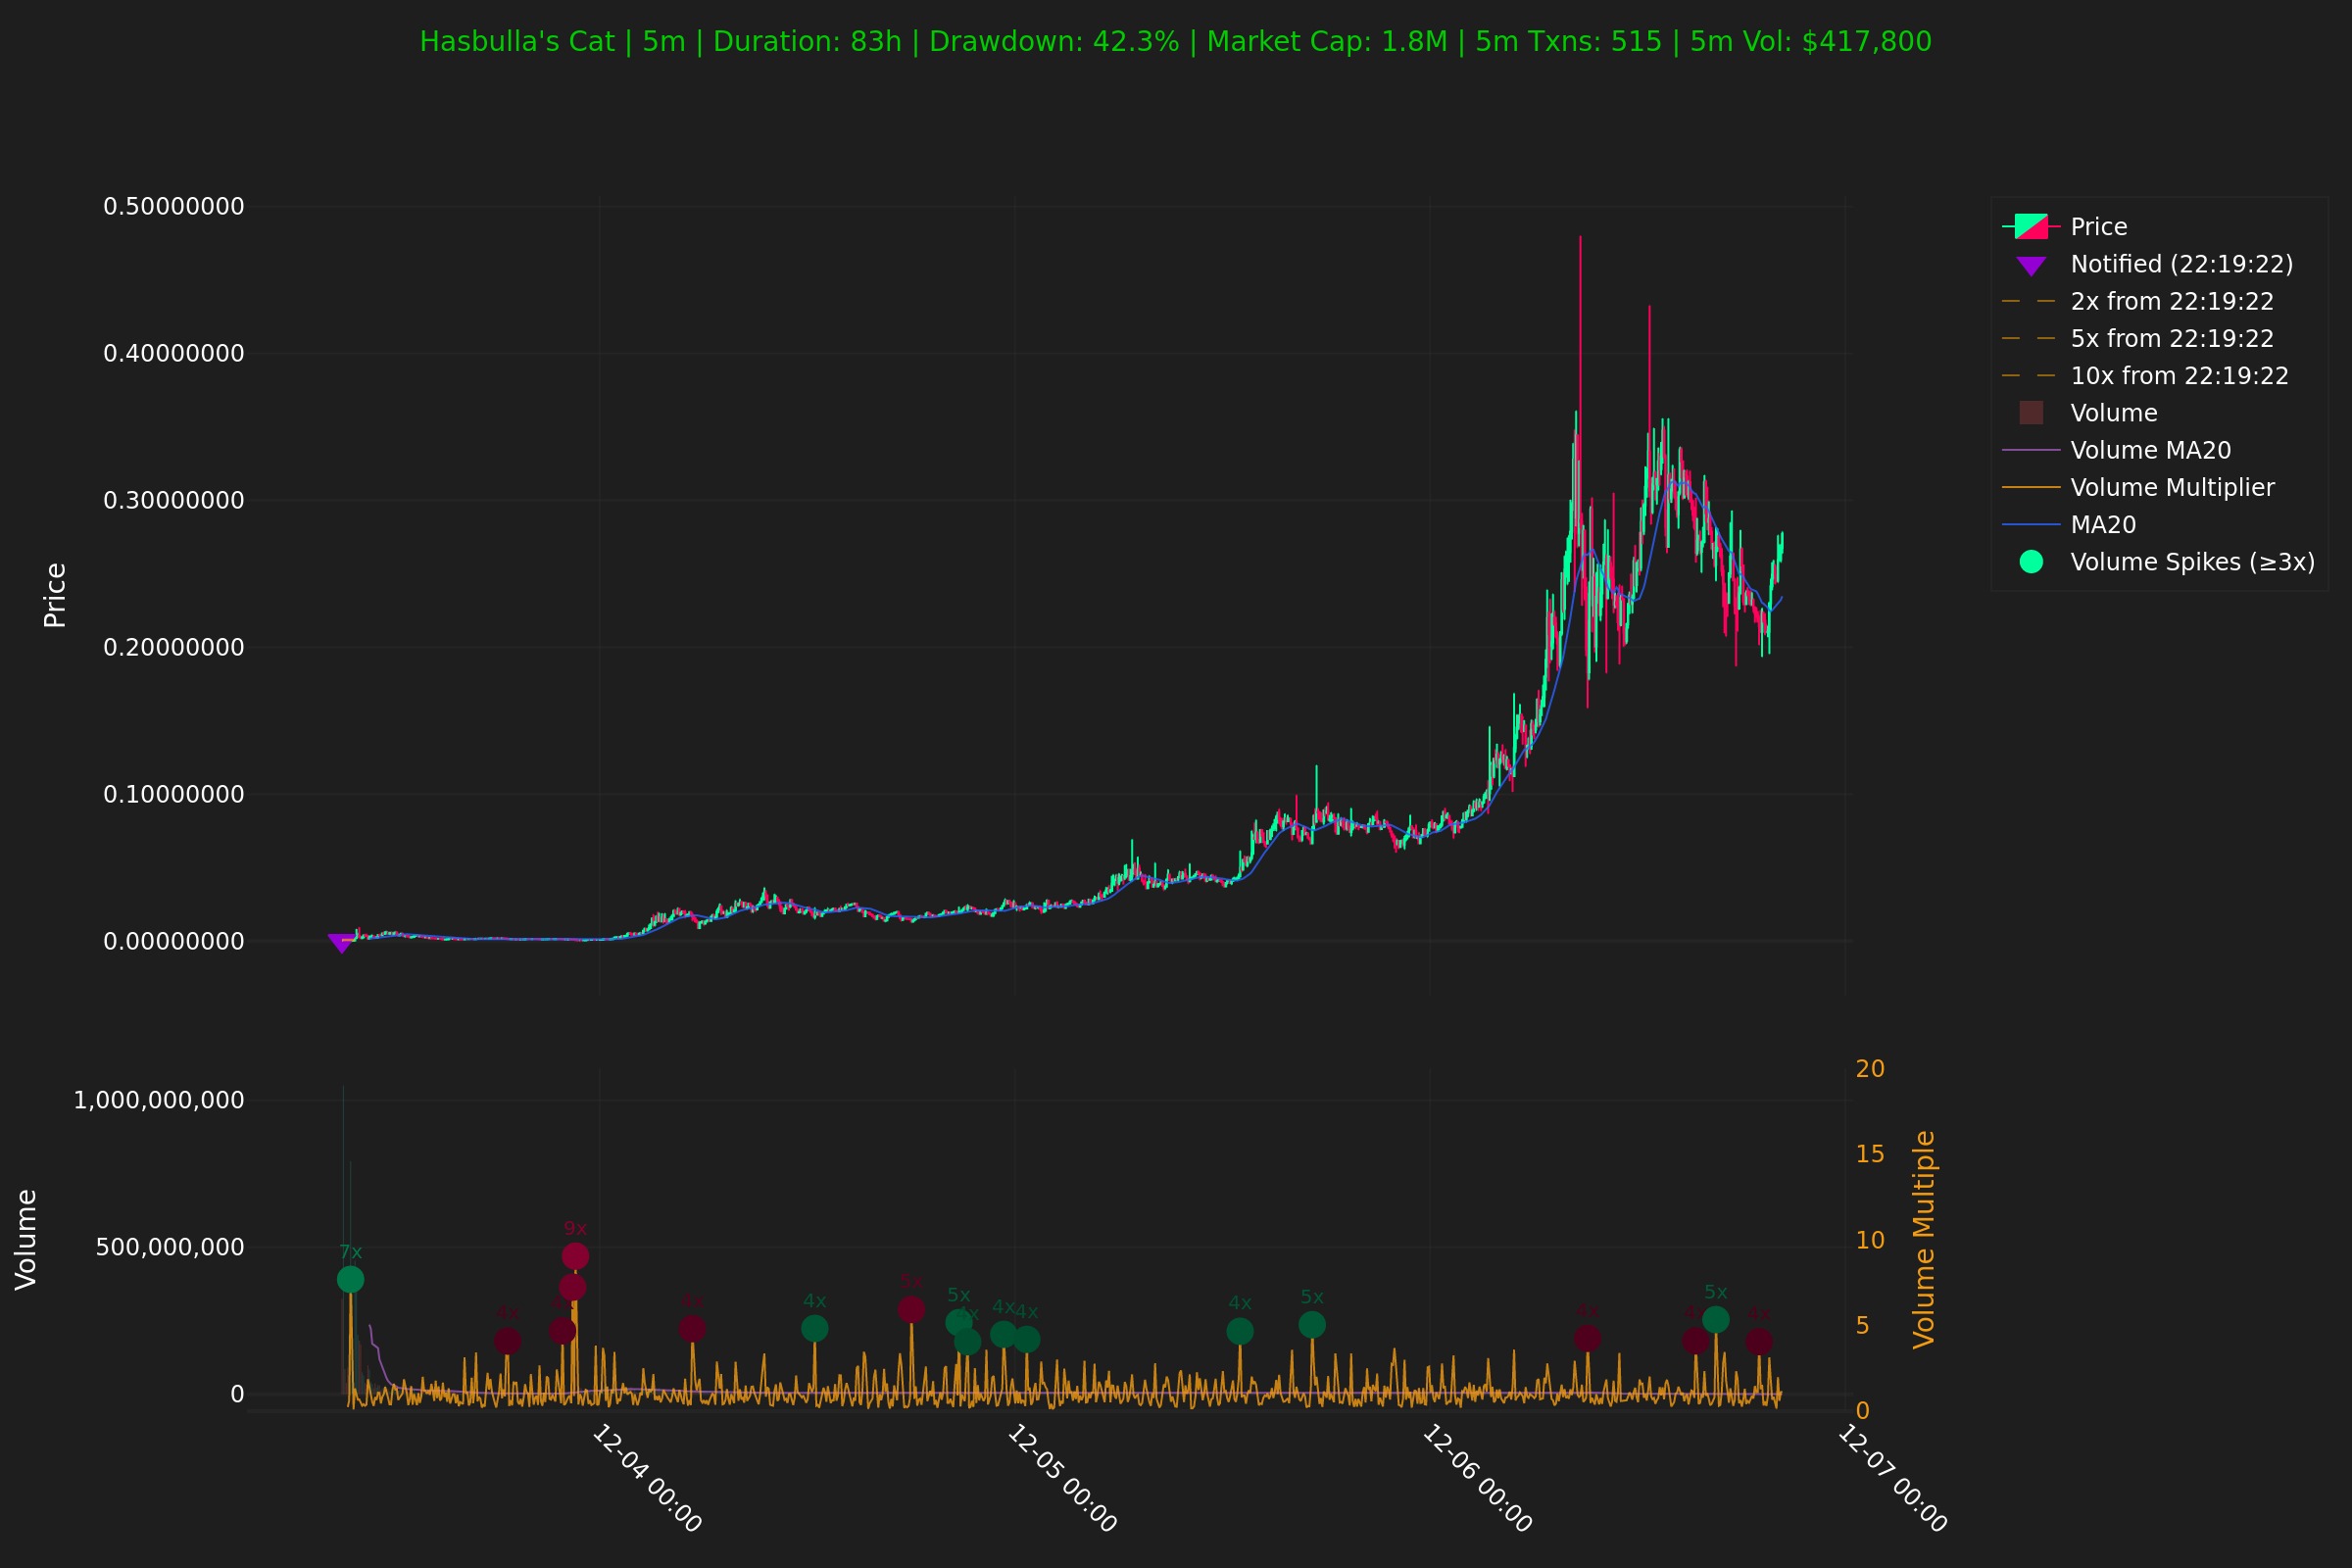 Hasbulla's Cat | 5m | Duration: 83h | Drawdown: 42.3% | Market Cap: 1.8M | 5m Txns: 515 | 5m Vol: $417,800
0.50000000
0.40000000
0.30000000
0.20000000
0.10000000
0.00000000
Price
Price
Notified (22:19:22)
2x from 22:19:22
5x from 22:19:22
10x from 22:19:22
Volume
Volume MA20
Volume Multiplier
MA20
Volume Spikes (≥3x)
1,000,000,000
500,000,000
0
Volume
20
15
10
5
0
Volume Multiple
7x
4x
9x
4x
4x
5x
5x
4x
4x
4x
4x
5x
4x
4x
5x
4x
12-04 00:00
12-05 00:00
12-06 00:00
12-07 00:00